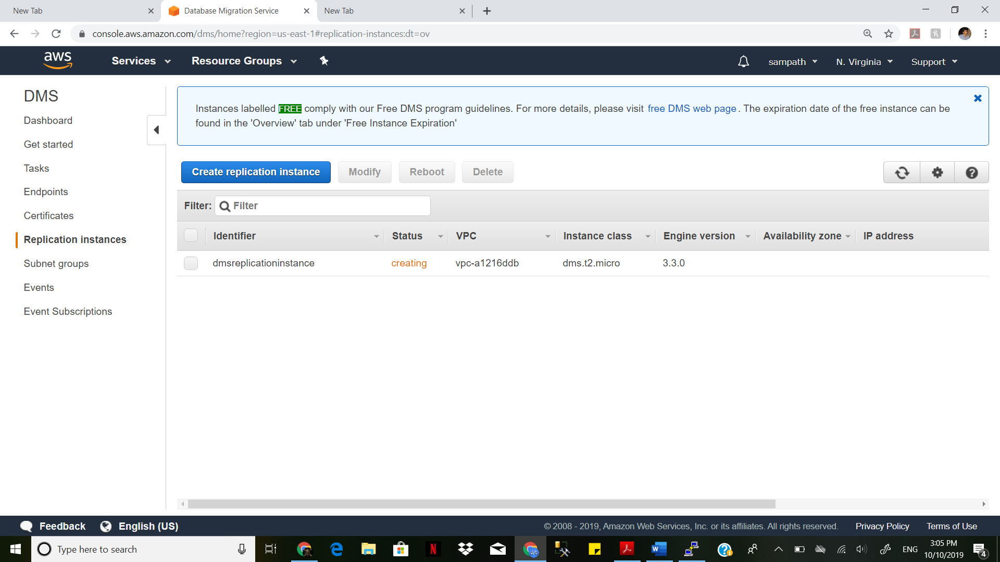 New Tab
Database Migration Service
New Tab
console.aws.amazon.com/dms/home?region=us-east-1#replication-instances:dt=ov
aws
Services
Resource Groups
sampath
N. Virginia
Support
DMS
Dashboard
Get started
Tasks
Endpoints
Certificates
Replication instances
Subnet groups
Events
Event Subscriptions
Instances labelled FREE comply with our Free DMS program guidelines. For more details, please visit free DMS web page. The expiration date of the free instance can be
found in the 'Overview' tab under 'Free Instance Expiration'
Create replication instance
Modify
Reboot
Delete
Filter:
Filter
Identifier Status VPC Instance class Engine version Availability zone IP address
dmsreplicationinstance creating vpc-a1216ddb dms.t2.micro 3.3.0
Feedback
English (US)
© 2008 - 2019, Amazon Web Services, Inc. or its affiliates. All rights reserved.
Privacy Policy
Terms of Use
Type here to search
ENG
3:05 PM
10/10/2019
4